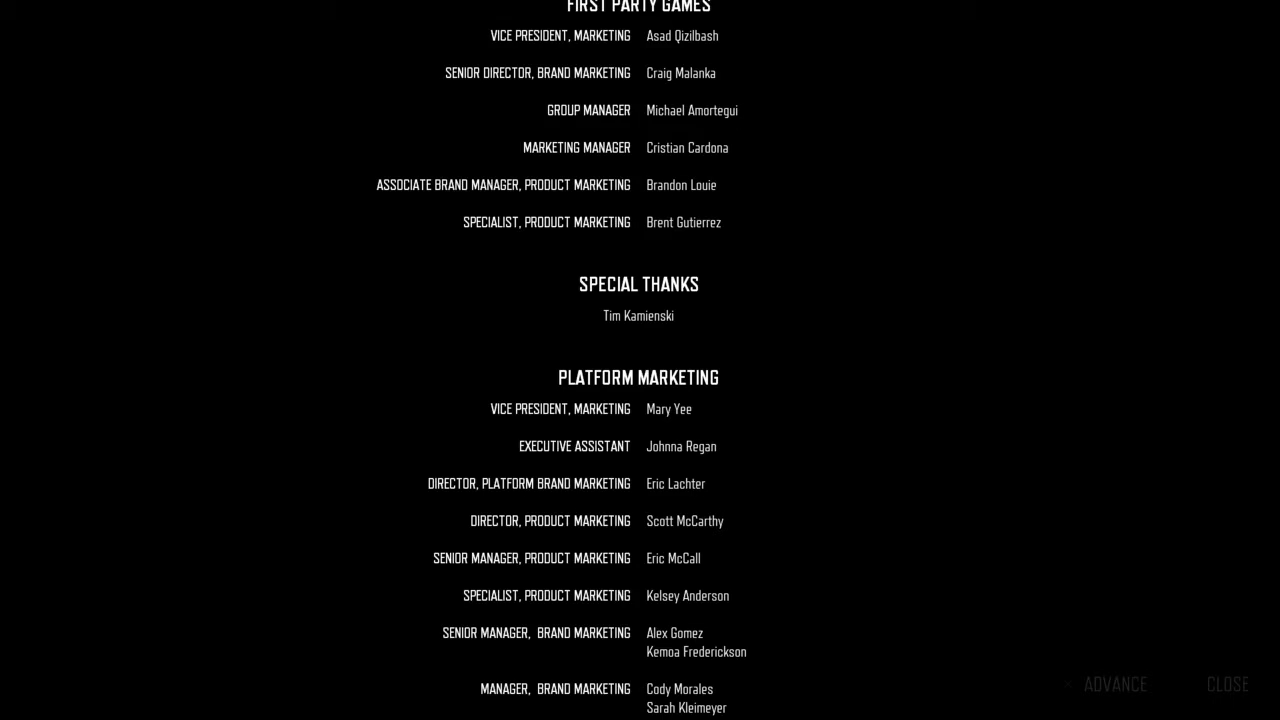 FIRST PARTY GAMES
VICE PRESIDENT, MARKETING Asad Qizilbash
SENIOR DIRECTOR, BRAND MARKETING Craig Malanka
GROUP MANAGER Michael Amortegui
MARKETING MANAGER Cristian Cardona
ASSOCIATE BRAND MANAGER, PRODUCT MARKETING Brandon Louie
SPECIALIST, PRODUCT MARKETING Brent Gutierrez
SPECIAL THANKS
Tim Kamienski
PLATFORM MARKETING
VICE PRESIDENT, MARKETING Mary Yee
EXECUTIVE ASSISTANT Johnna Regan
DIRECTOR, PLATFORM BRAND MARKETING Eric Lachter
DIRECTOR, PRODUCT MARKETING Scott McCarthy
SENIOR MANAGER, PRODUCT MARKETING Eric McCall
SPECIALIST, PRODUCT MARKETING Kelsey Anderson
SENIOR MANAGER, BRAND MARKETING Alex Gomez
Kemoa Frederickson
MANAGER, BRAND MARKETING Cody Morales
Sarah Kleimeyer
ADVANCE CLOSE